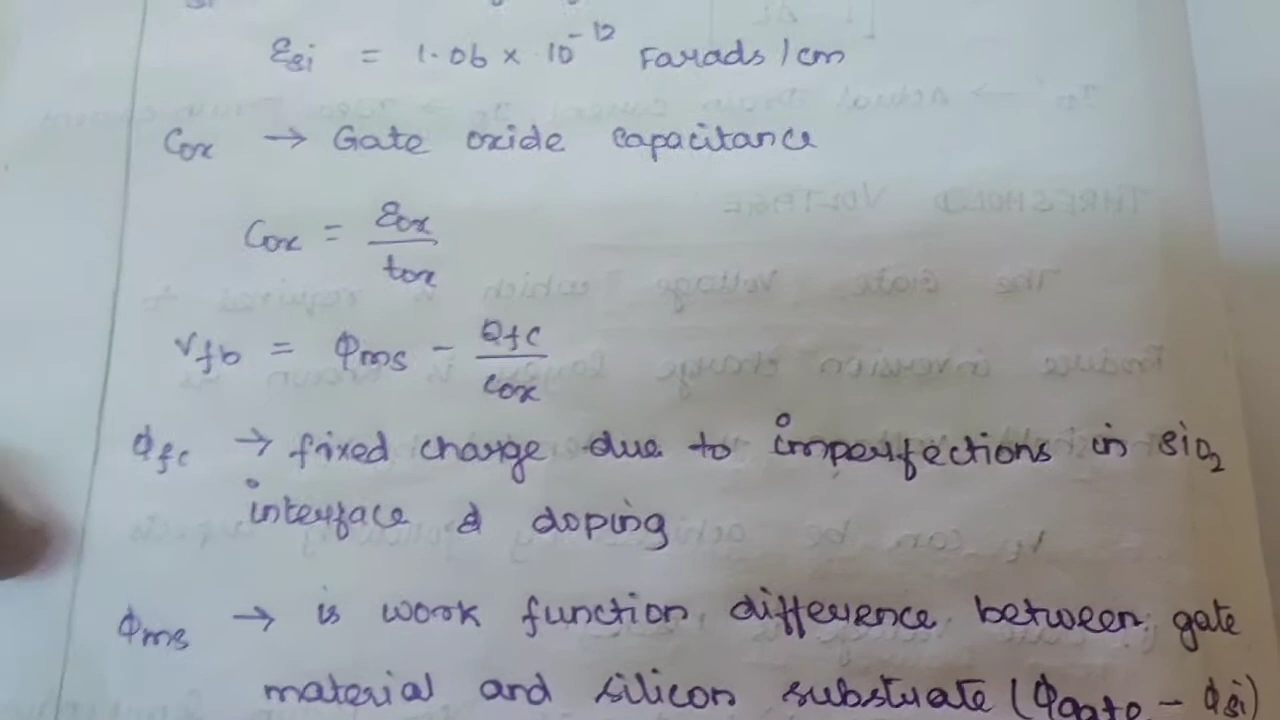 εsi = 1.06 × 10⁻¹² Farads/cm
Cox → Gate oxide capacitance
Cox = εox / tox
Vfb = Φms - Qfc / Cox
Qfc → fixed charge due to imperfections in SiO₂
interface & doping
Φms → is work function difference between gate
material and silicon substrate (Φgate - Φsi)